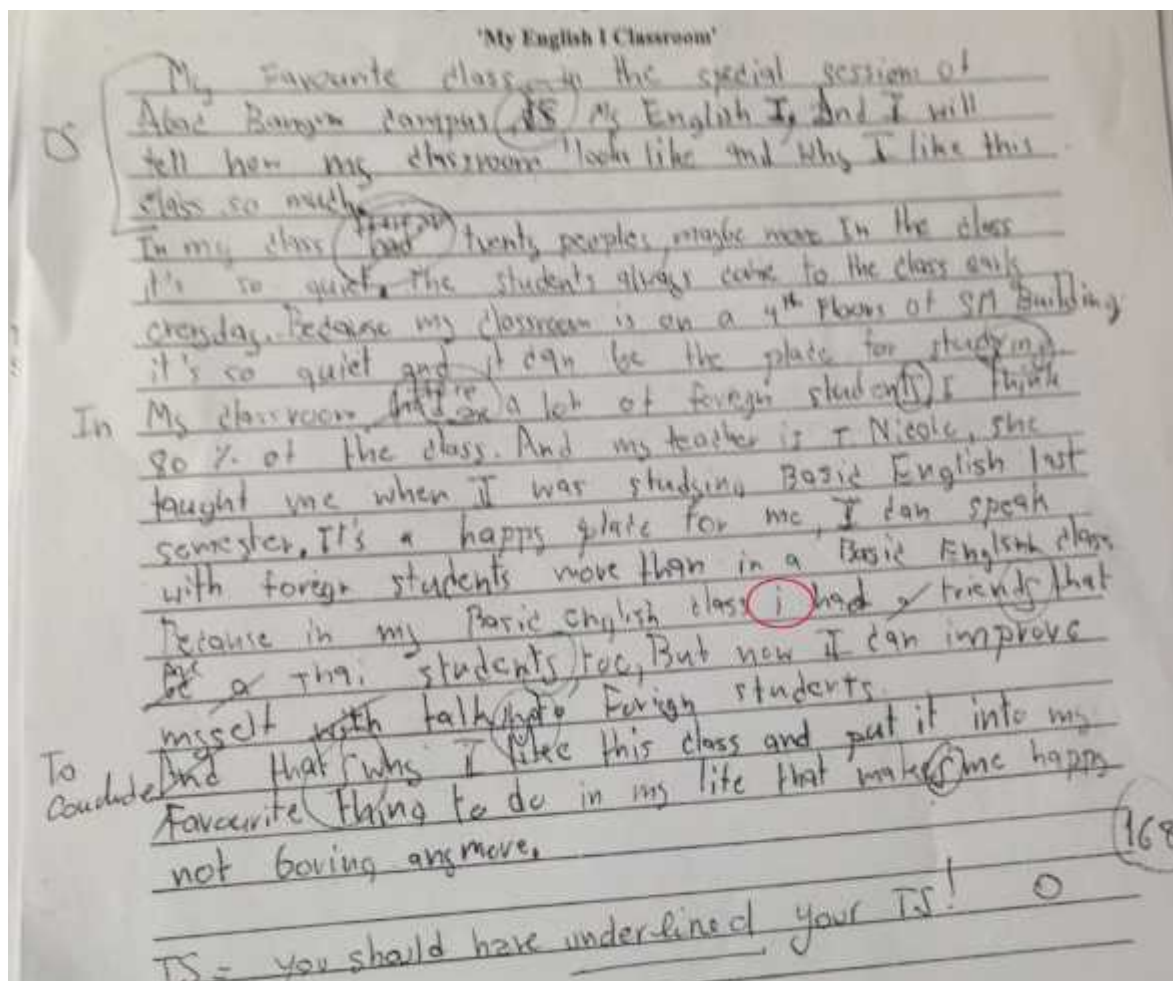 'My English I Classroom'
My Favourite class in the special session of
Abac Bangna campus is My English I, And I will
TS tell how my classroom looks like and why I like this
class so much.
In my class twenty peoples, maybe more In the class
it's so quiet. The students always come to the class early
everyday. Because my classroom is on a 4th Floors of SM Building
it's so quiet and it can be the place for studying
In My classroom a lot of foreign students I think
80 % of the class. And my teacher is T Nicole, she
taught me when I was studying Basic English last
semester, It's a happy place for me, I can speak
with foreign students more than in a Basic English class
Because in my Basic english class i had a friends that
a Thai students too, But now I can improve
myself with talk Foreign students
To Conclude And that why I like this class and put it into my
Favourite Thing to do in my life that makes me happy
not boring anymore.
168
TS = you should have underlined your TS!